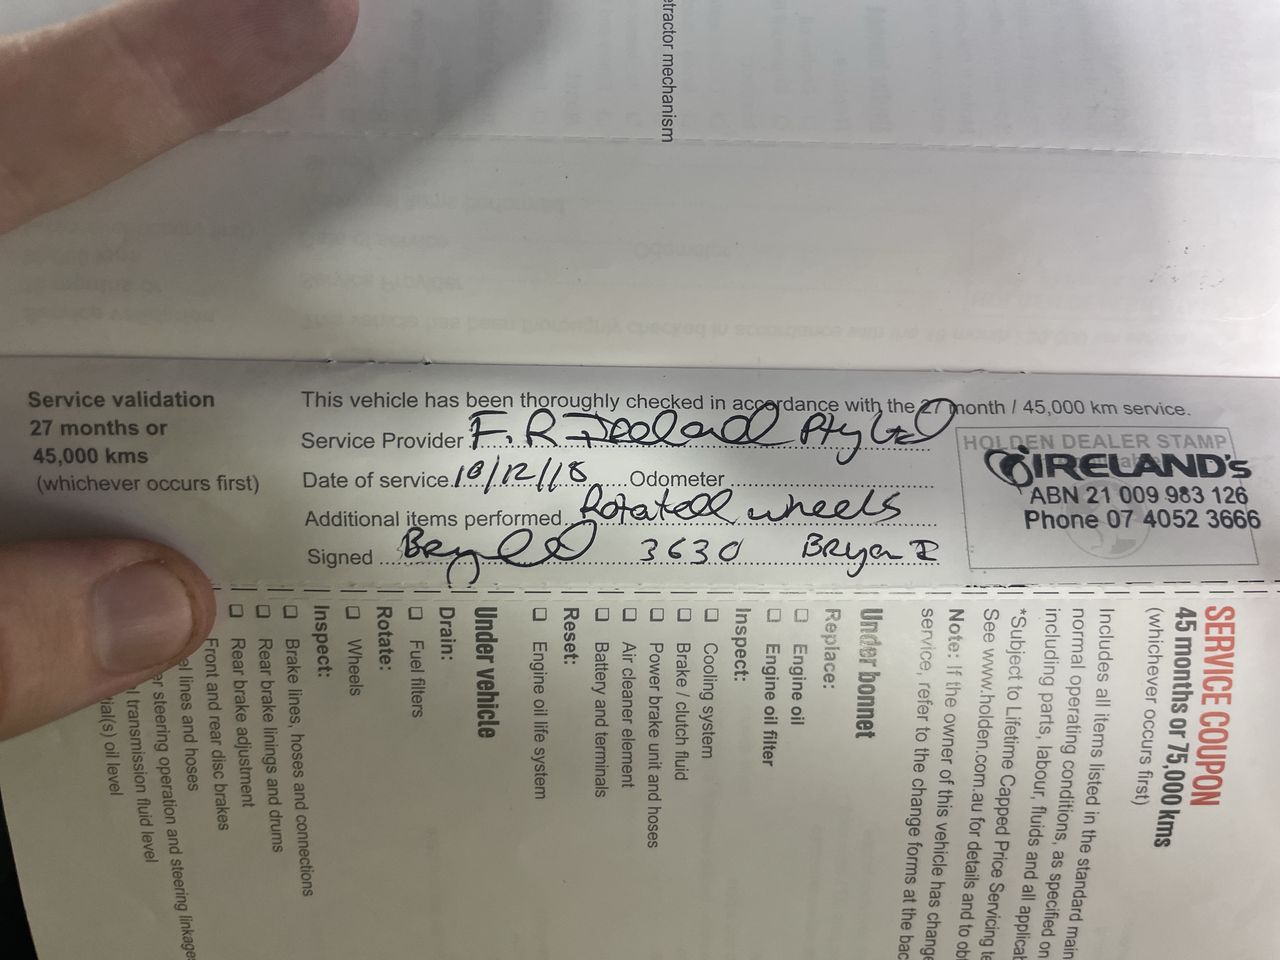 etractor mechanism
Service validation
27 months or
45,000 kms
(whichever occurs first)
This vehicle has been thoroughly checked in accordance with the 27 month / 45,000 km service.
Service Provider F.R Ireland Pty Ltd
Date of service 18/12/18 Odometer
Additional items performed Rotated wheels
Signed 3630 Bryan I
HOLDEN DEALER STAMP
IRELAND's
ABN 21 009 983 126
Phone 07 4052 3666
SERVICE COUPON
45 months or 75,000 kms
(whichever occurs first)
Includes all items listed in the standard main
normal operating conditions, as specified on
including parts, labour, fluids and all applicab
*Subject to Lifetime Capped Price Servicing te
See www.holden.com.au for details and to obt
Note: If the owner of this vehicle has change
service, refer to the change forms at the bac
Under bonnet
Replace:
Engine oil
Engine oil filter
Inspect:
Cooling system
Brake / clutch fluid
Power brake unit and hoses
Air cleaner element
Battery and terminals
Reset:
Engine oil life system
Under vehicle
Drain:
Fuel filters
Rotate:
Wheels
Inspect:
Brake lines, hoses and connections
Rear brake linings and drums
Rear brake adjustment
Front and rear disc brakes
el lines and hoses
er steering operation and steering linkage
l transmission fluid level
tial(s) oil level